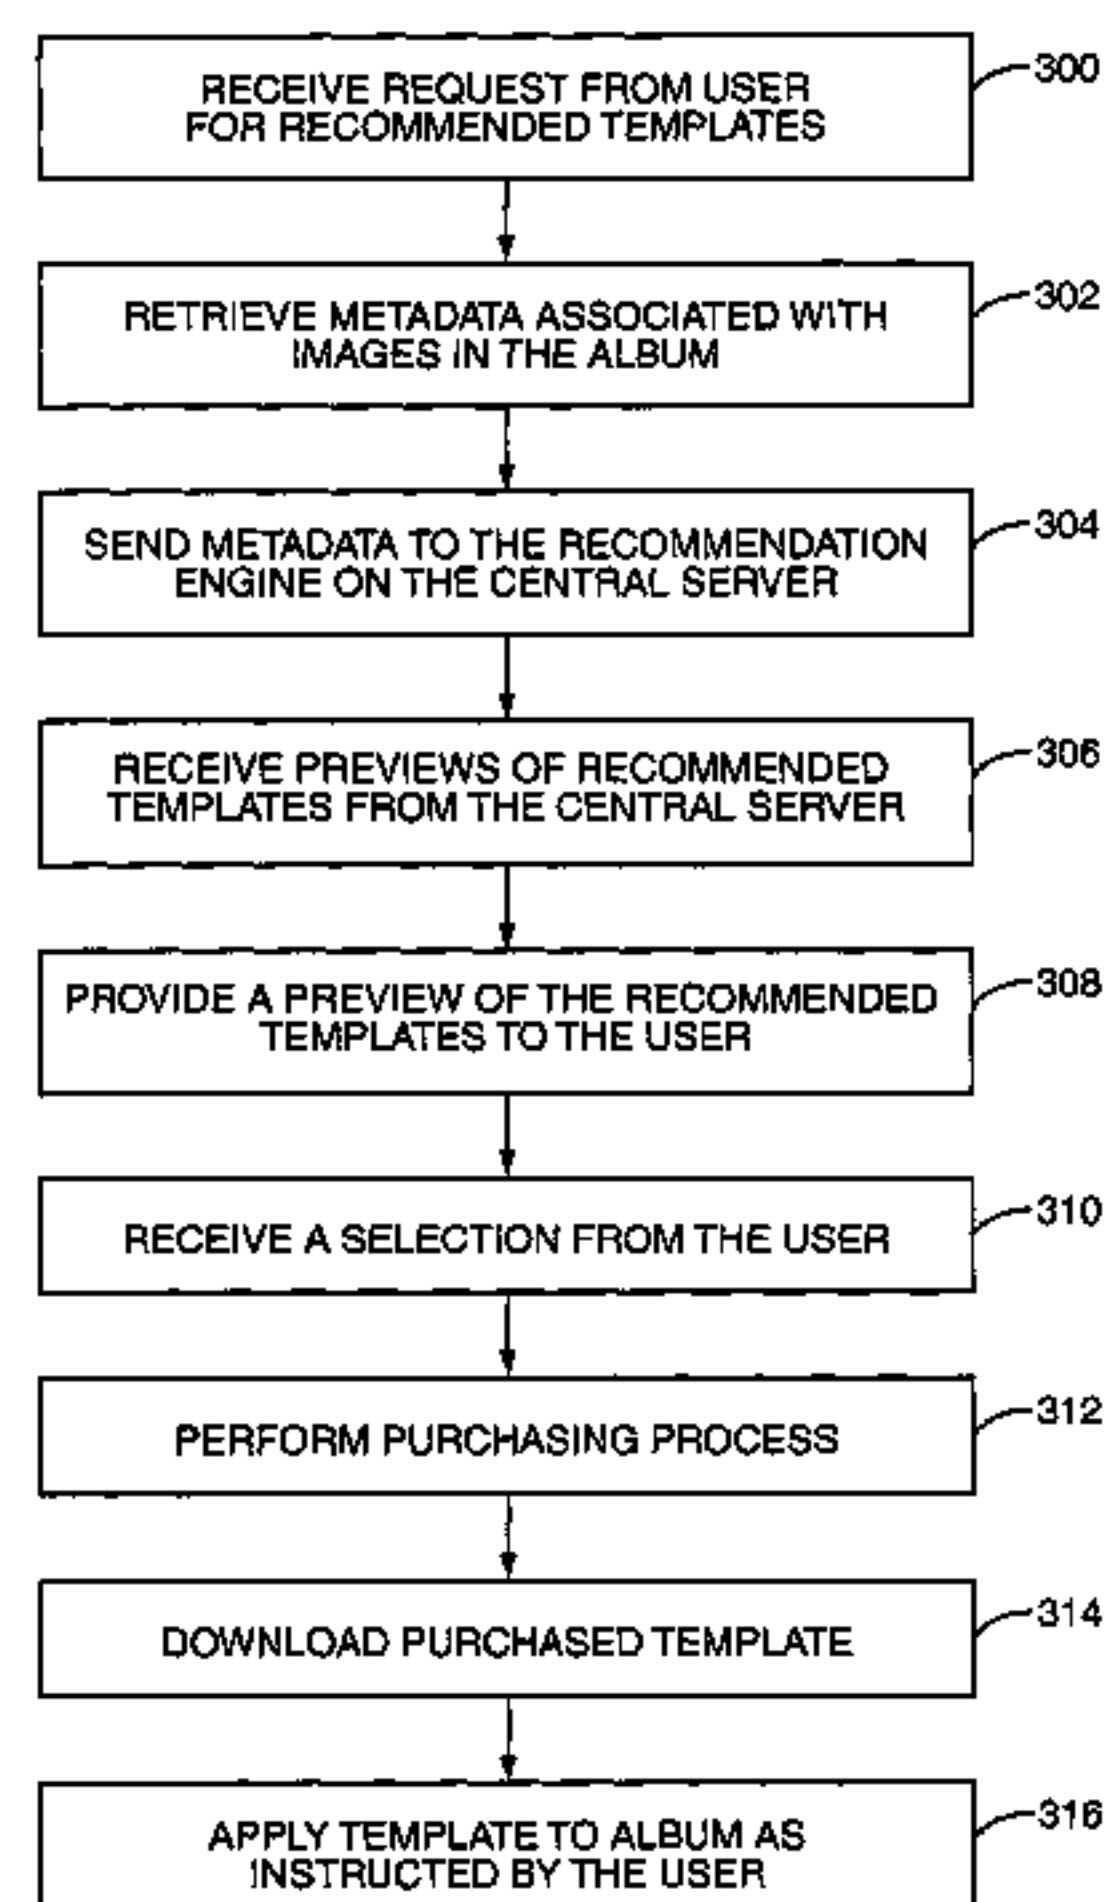 RECEIVE REQUEST FROM USER
FOR RECOMMENDED TEMPLATES
300
RETRIEVE METADATA ASSOCIATED WITH
IMAGES IN THE ALBUM
302
SEND METADATA TO THE RECOMMENDATION
ENGINE ON THE CENTRAL SERVER
304
RECEIVE PREVIEWS OF RECOMMENDED
TEMPLATES FROM THE CENTRAL SERVER
306
PROVIDE A PREVIEW OF THE RECOMMENDED
TEMPLATES TO THE USER
308
RECEIVE A SELECTION FROM THE USER
310
PERFORM PURCHASING PROCESS
312
DOWNLOAD PURCHASED TEMPLATE
314
APPLY TEMPLATE TO ALBUM AS
INSTRUCTED BY THE USER
316